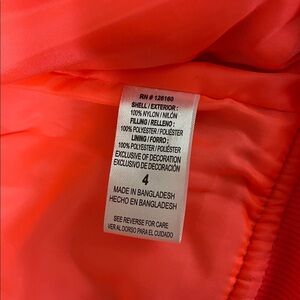 RN # 126160
SHELL / EXTERIOR :
100% NYLON / NILÓN
FILLING / RELLENO :
100% POLYESTER / POLIÉSTER
LINING / FORRO :
100% POLYESTER / POLIÉSTER
EXCLUSIVE OF DECORATION
EXCLUSIVO DE DECORACIÓN
4
MADE IN BANGLADESH
HECHO EN BANGLADESH
SEE REVERSE FOR CARE
VER AL DORSO PARA EL CUIDADO